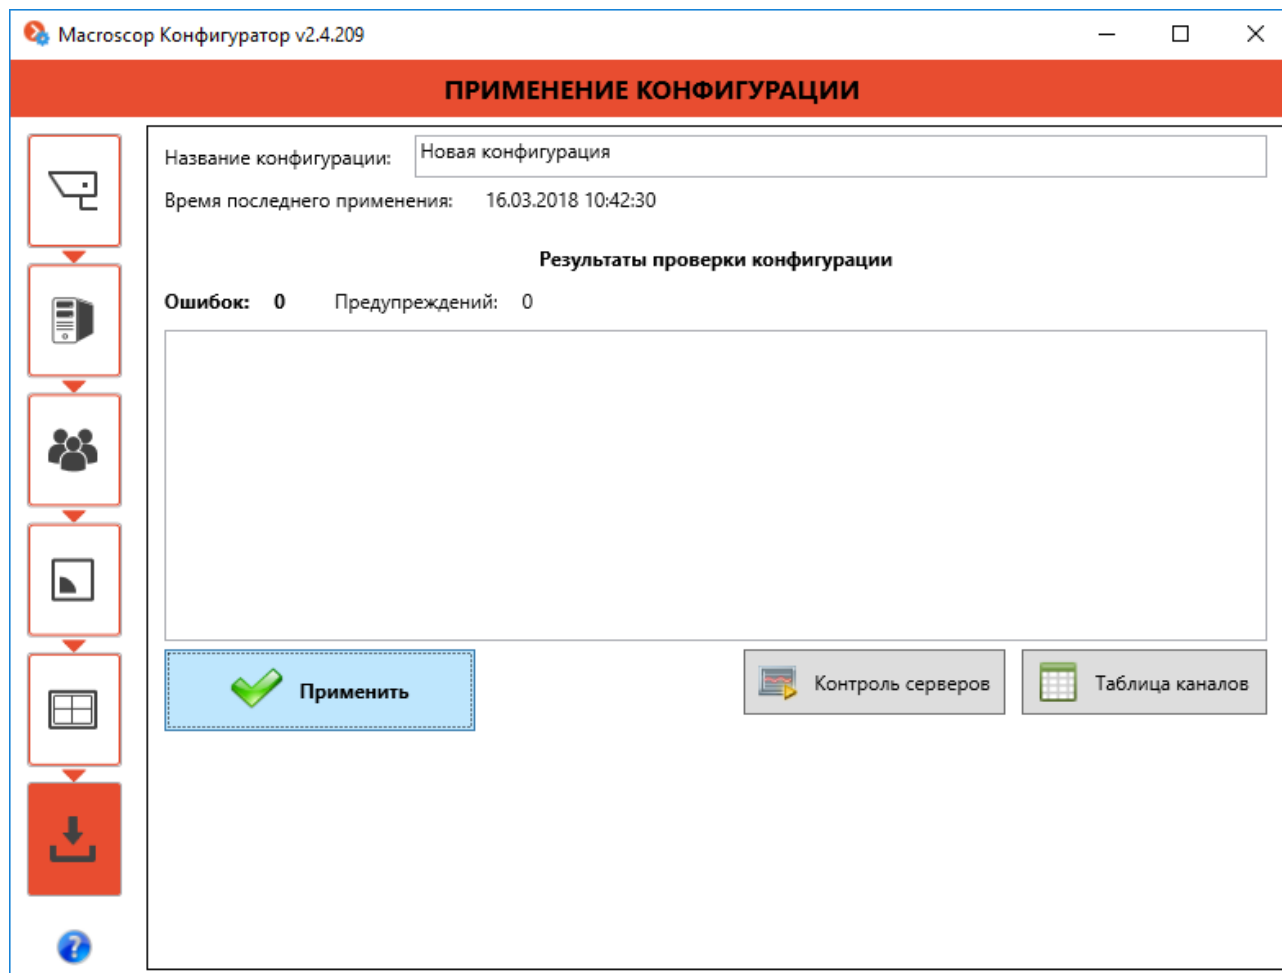 Macroscop Конфигуратор v2.4.209
ПРИМЕНЕНИЕ КОНФИГУРАЦИИ
Название конфигурации: Новая конфигурация
Время последнего применения: 16.03.2018 10:42:30
Результаты проверки конфигурации
Ошибок: 0 Предупреждений: 0
Применить Контроль серверов Таблица каналов
?